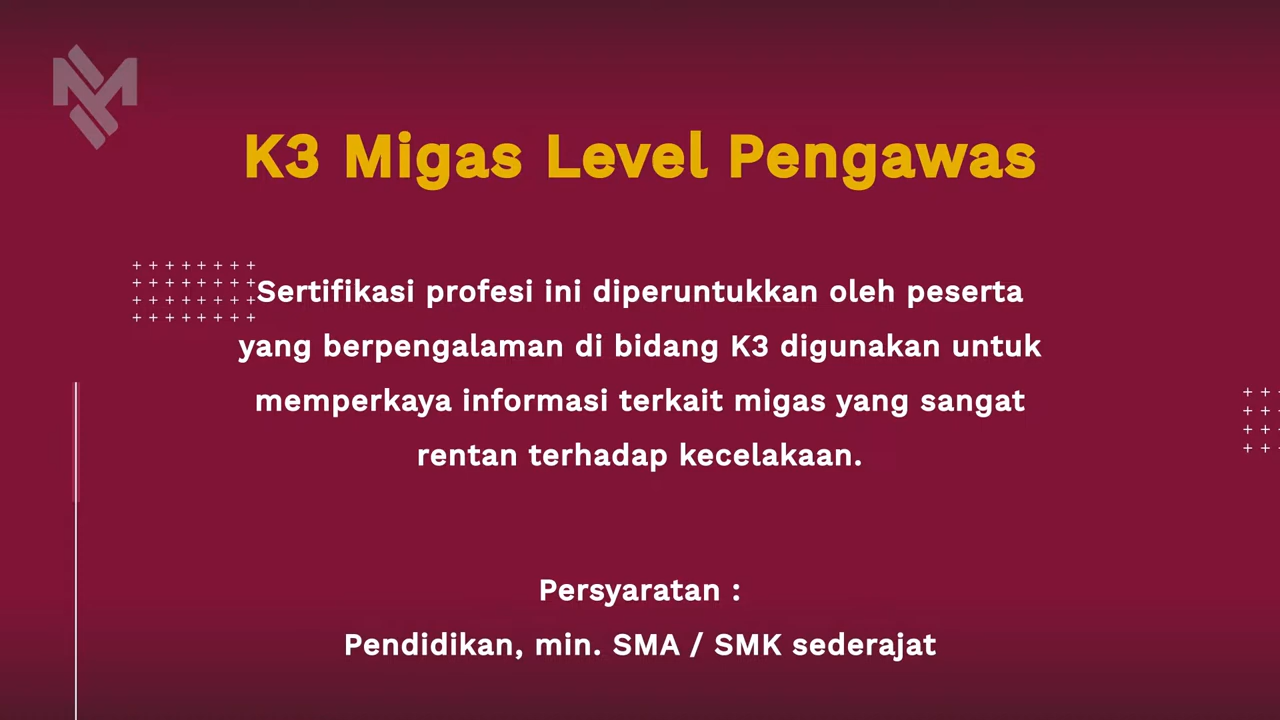 K3 Migas Level Pengawas
Sertifikasi profesi ini diperuntukkan oleh peserta
yang berpengalaman di bidang K3 digunakan untuk
memperkaya informasi terkait migas yang sangat
rentan terhadap kecelakaan.
Persyaratan :
Pendidikan, min. SMA / SMK sederajat